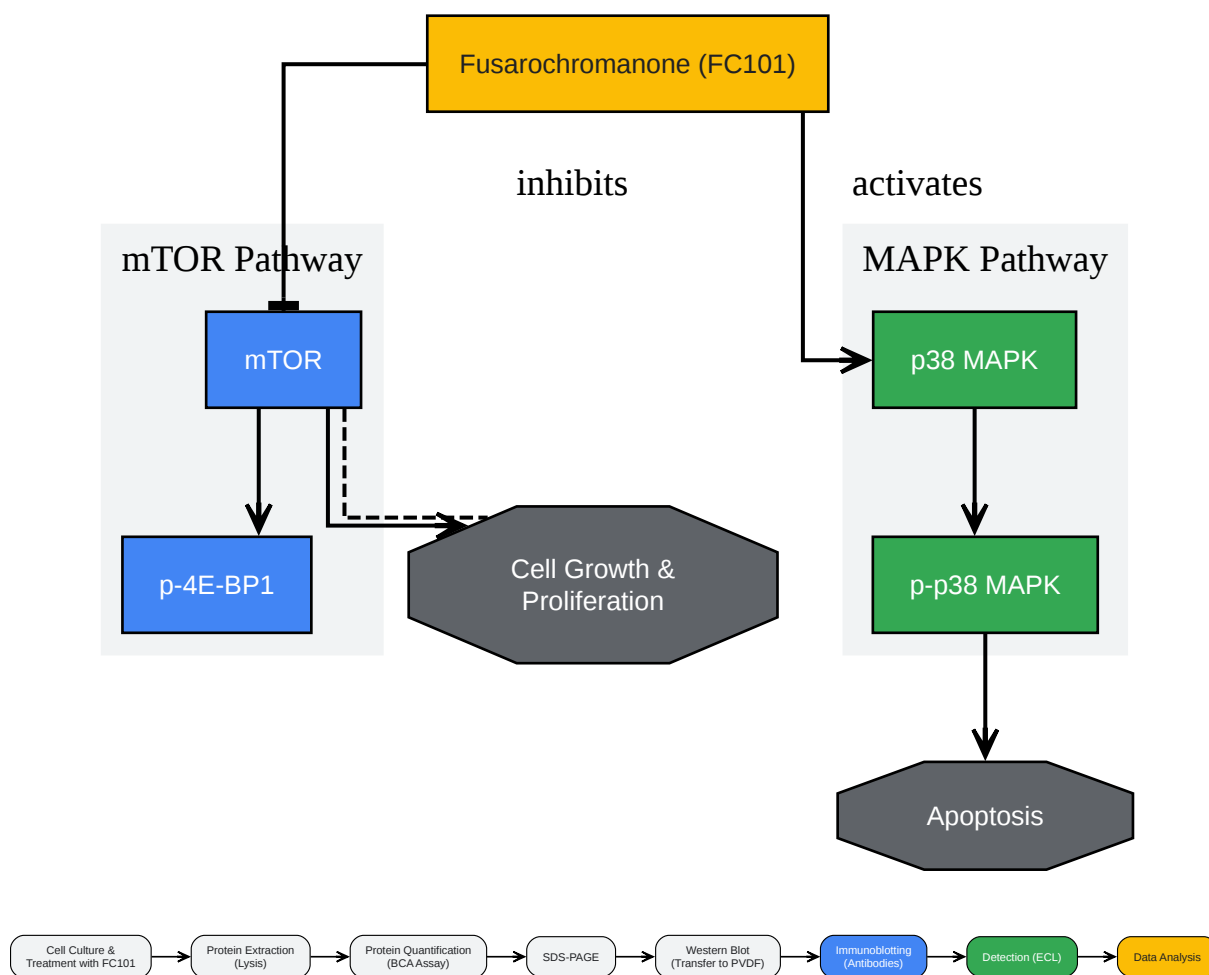 Fusarochromanone (FC101)
inhibits
activates
mTOR Pathway
MAPK Pathway
mTOR
p38 MAPK
p-4E-BP1
Cell Growth &
Proliferation
p-p38 MAPK
Apoptosis
Cell Culture &
Treatment with FC101
Protein Extraction
(Lysis)
Protein Quantification
(BCA Assay)
SDS-PAGE
Western Blot
(Transfer to PVDF)
Immunoblotting
(Antibodies)
Detection (ECL)
Data Analysis